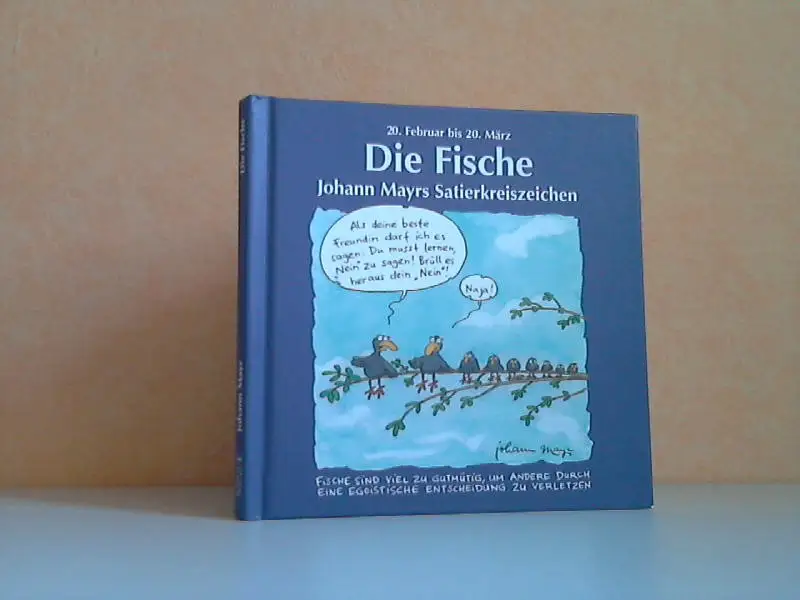 20. Februar bis 20. März
Die Fische
Johann Mayrs Satierkreiszeichen
Als deine beste
Freundin darf ich es
sagen: Du musst lernen,
"Nein" zu sagen! Brüll es
heraus dein „Nein"!
Naja!
johann mayr
FISCHE SIND VIEL ZU GUTMÜTIG, UM ANDERE DURCH
EINE EGOISTISCHE ENTSCHEIDUNG ZU VERLETZEN
Die Fische
Johann Mayr